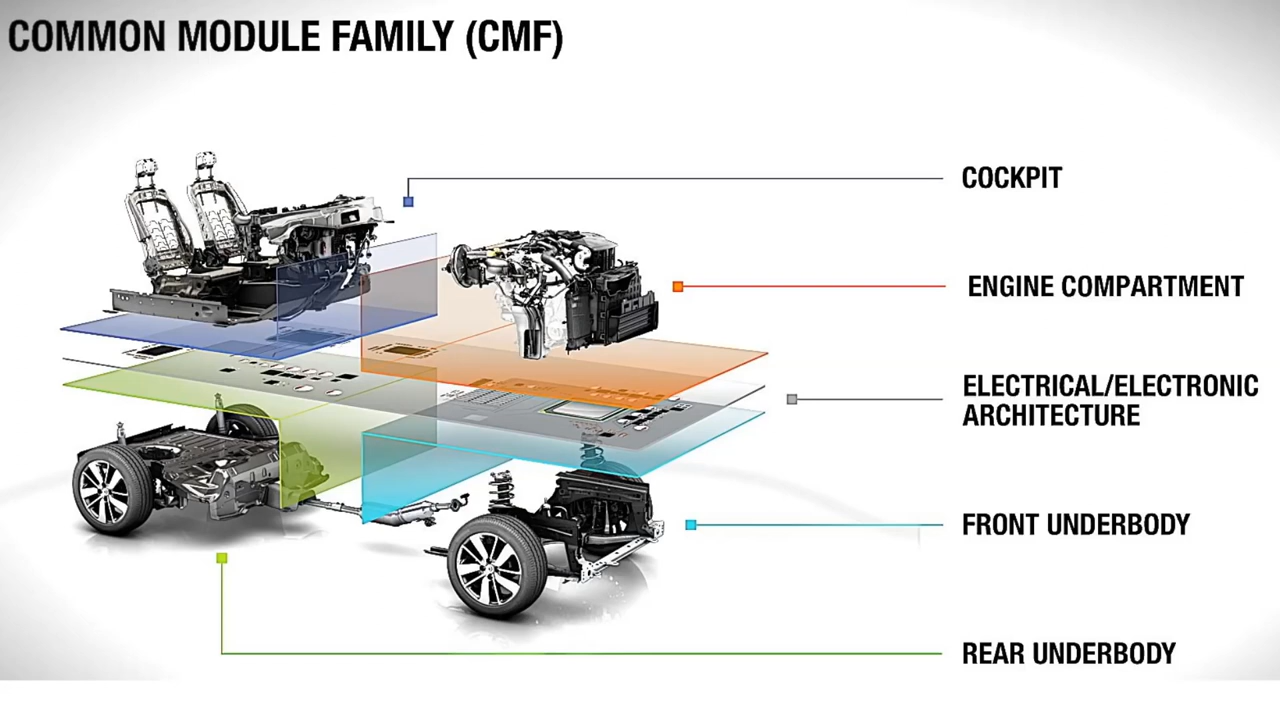 COMMON MODULE FAMILY (CMF)
COCKPIT
ENGINE COMPARTMENT
ELECTRICAL/ELECTRONIC
ARCHITECTURE
FRONT UNDERBODY
REAR UNDERBODY